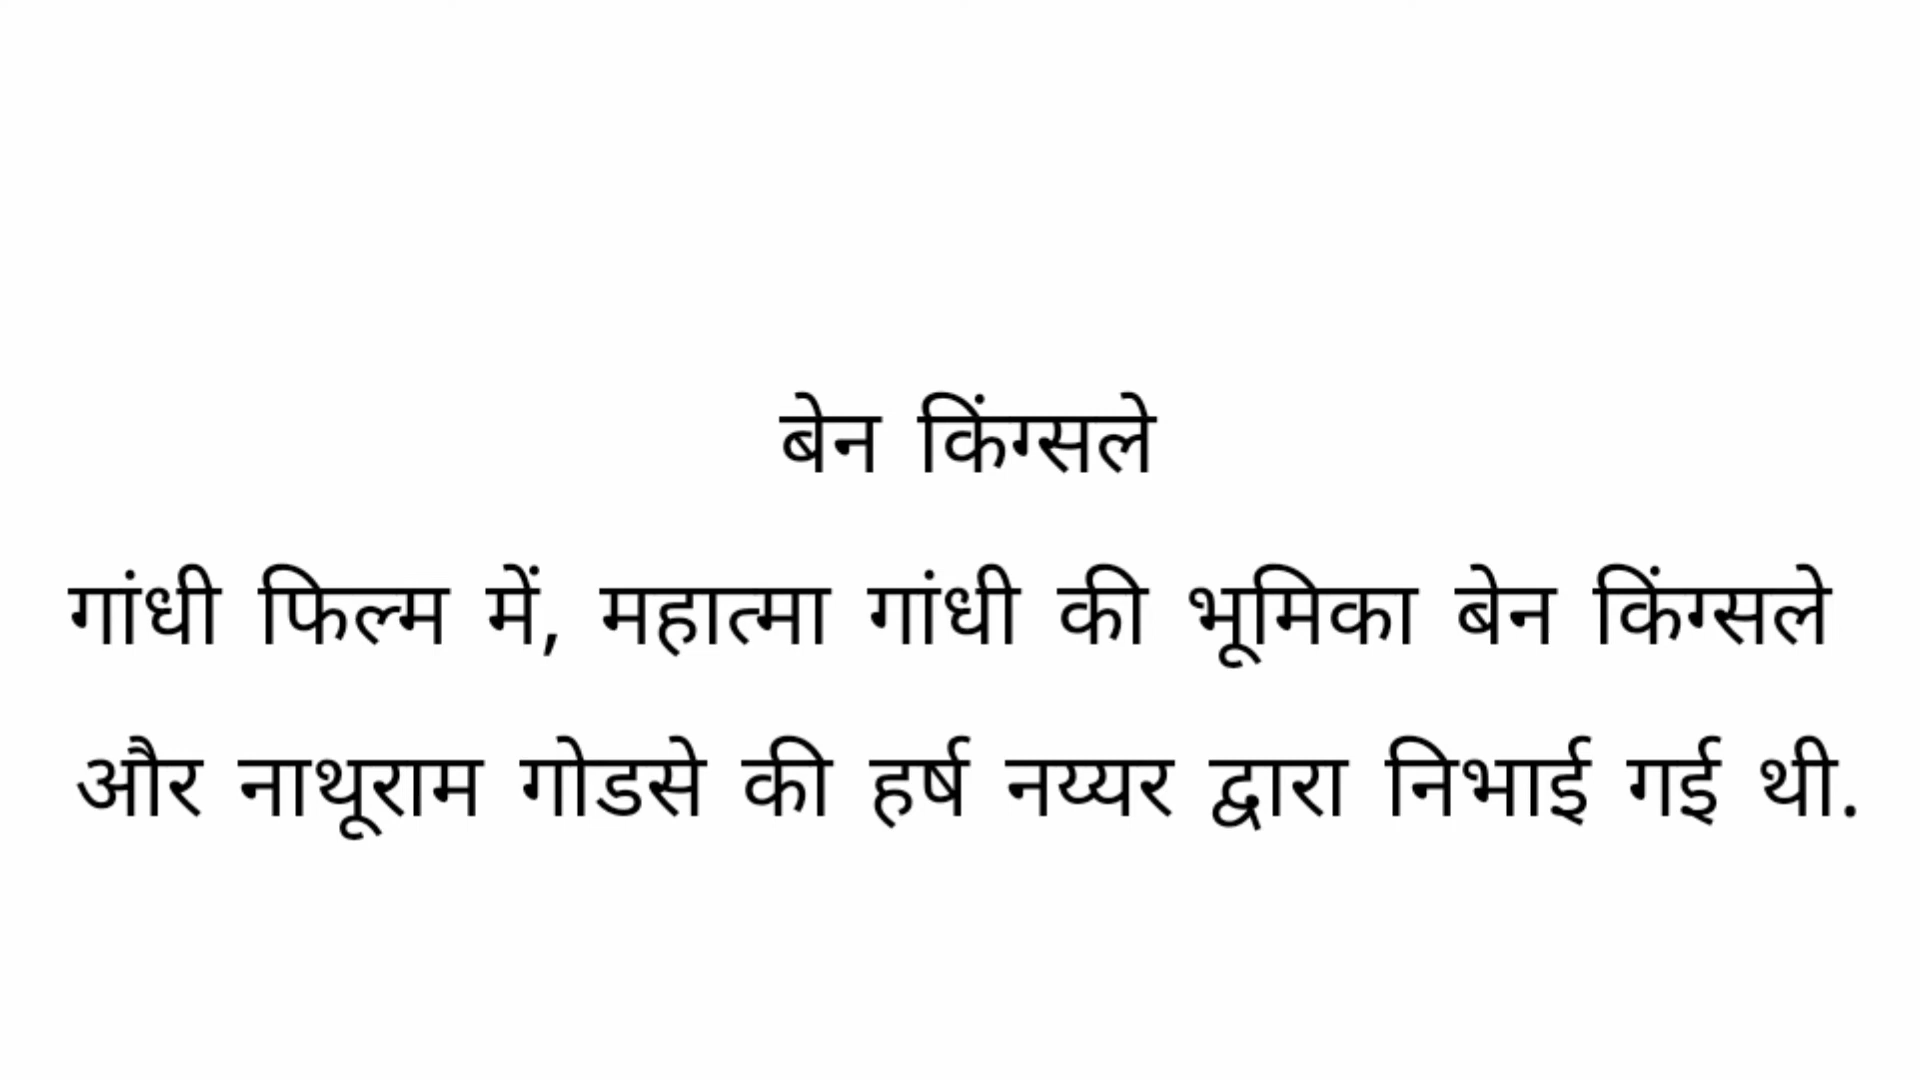 बेन किंग्सले
गांधी फिल्म में, महात्मा गांधी की भूमिका बेन किंग्सले
और नाथूराम गोडसे की हर्ष नय्यर द्वारा निभाई गई थी.